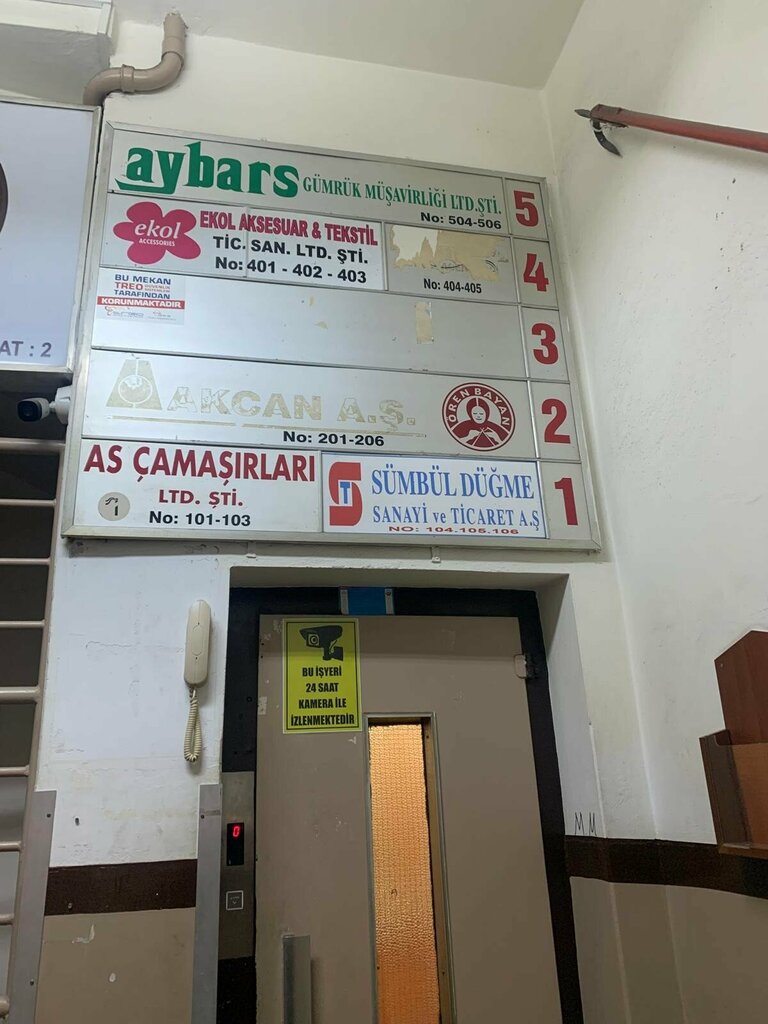 aybars GÜMRÜK MÜŞAVİRLİĞİ LTD.ŞTİ.
No: 504-506
5
ekol
ACCESSORIES
EKOL AKSESUAR & TEKSTİL
TİC. SAN. LTD. ŞTİ.
No: 401 - 402 - 403
No: 404-405
4
BU MEKAN
TREO GÜVENLİK
TARAFINDAN
KORUNMAKTADIR
3
AKCAN A.Ş.
No: 201-206
ÖREN BAYAN
2
AT : 2
AS ÇAMAŞIRLARI
LTD. ŞTİ.
No: 101-103
ST
SÜMBÜL DÜĞME
SANAYİ ve TİCARET A.Ş
NO: 104.105.106
1
BU İŞYERİ
24 SAAT
KAMERA İLE
İZLENMEKTEDİR
0
M M